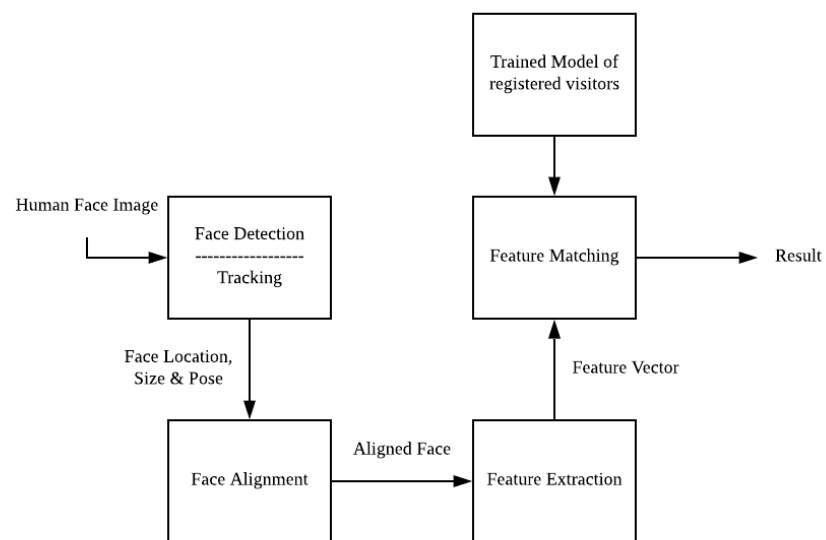 Trained Model of
registered visitors
Human Face Image
Face Detection
------------------
Tracking
Feature Matching
Result
Face Location,
Size & Pose
Feature Vector
Face Alignment
Aligned Face
Feature Extraction